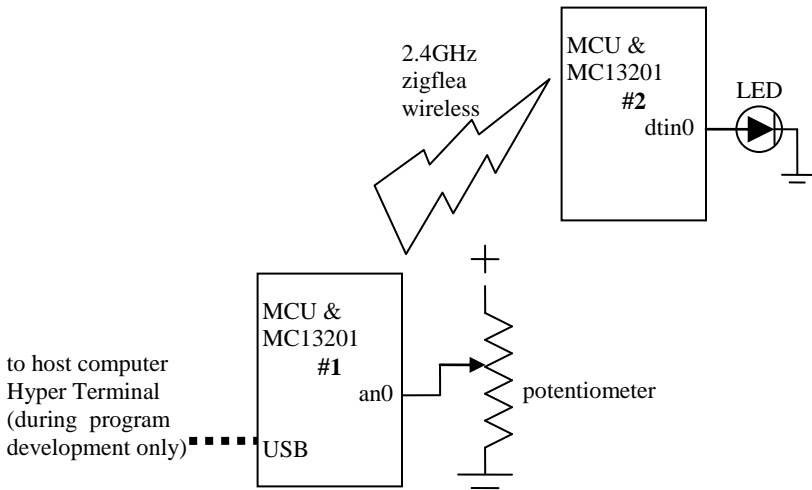 2.4GHz
zigflea
wireless
MCU &
MC13201
#2
dtin0
LED
+
MCU &
MC13201
#1
an0
USB
potentiometer
to host computer
Hyper Terminal
(during program
development only)